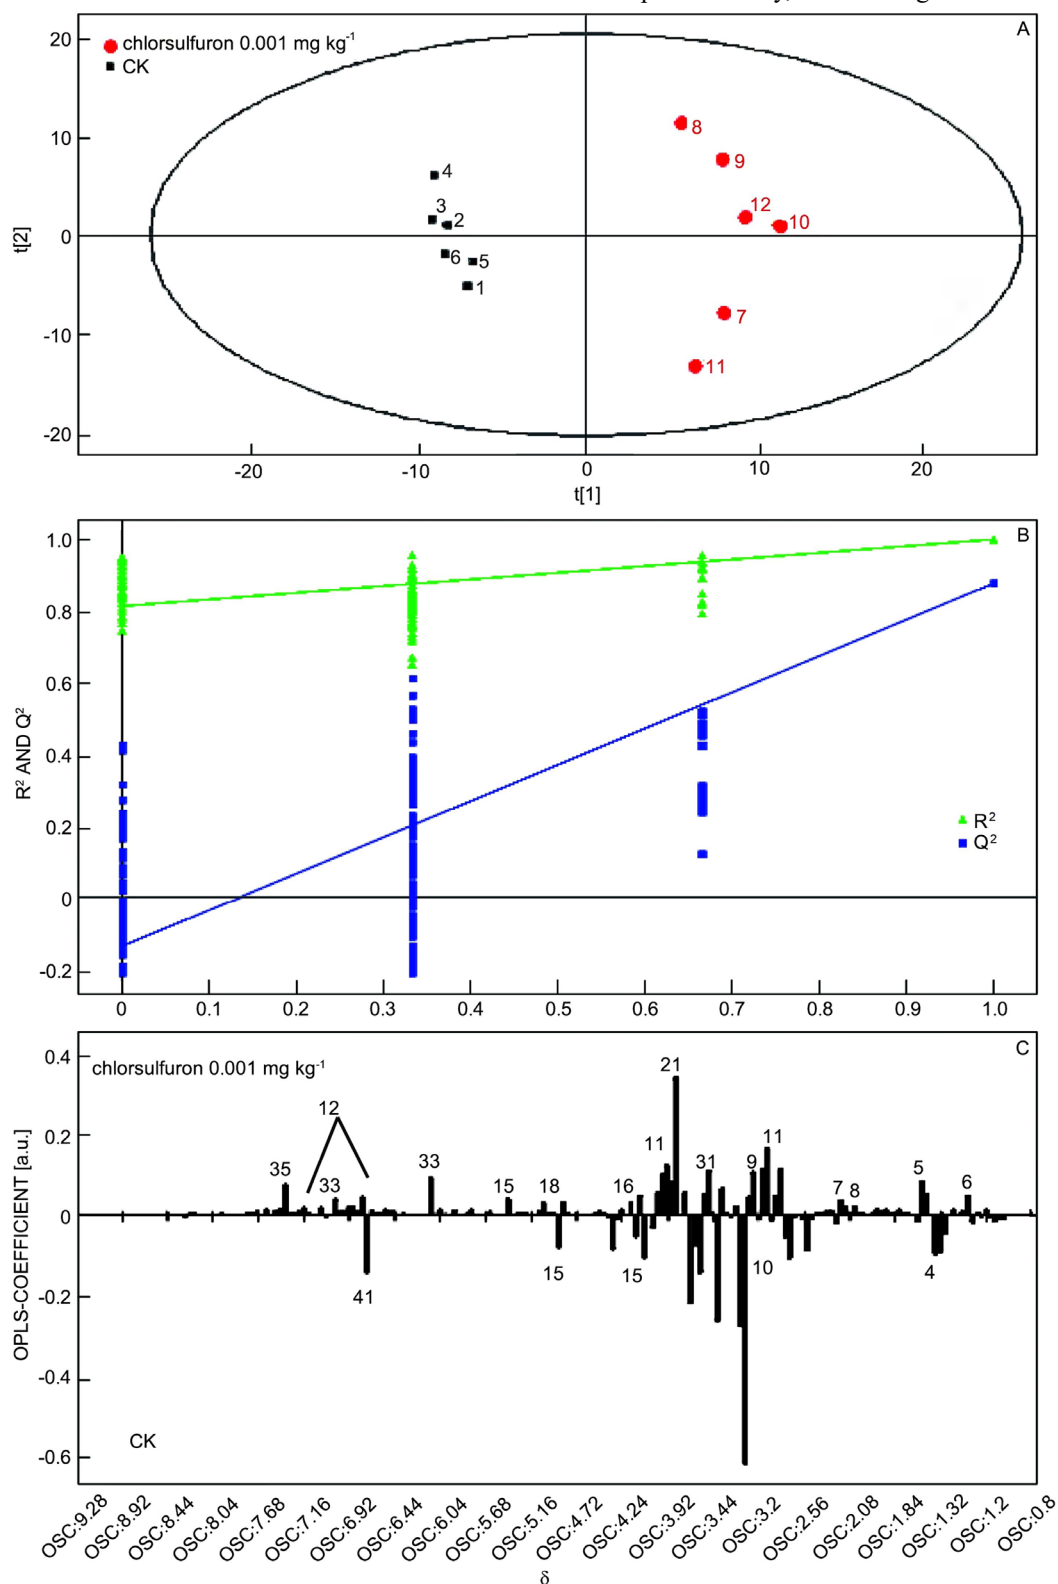 A
chlorsulfuron 0.001 mg kg⁻¹
CK
20
10
0
-10
-20
t[2]
8
9
4
12
3
2
10
6
5
1
7
11
-20
-10
0
10
20
t[1]
B
1.0
0.8
0.6
0.4
0.2
0
-0.2
R² AND Q²
R²
Q²
0
0.1
0.2
0.3
0.4
0.5
0.6
0.7
0.8
0.9
1.0
C
chlorsulfuron 0.001 mg kg⁻¹
0.4
0.2
0
-0.2
-0.4
-0.6
OPLS-COEFFICIENT [a.u.]
21
12
11
11
35
33
33
15
18
16
31
9
7
8
5
6
41
15
15
10
4
CK
OSC:9.28
OSC:8.92
OSC:8.44
OSC:8.04
OSC:7.68
OSC:7.16
OSC:6.92
OSC:6.44
OSC:6.04
OSC:5.68
OSC:5.16
OSC:4.72
OSC:4.24
OSC:3.92
OSC:3.44
OSC:3.2
OSC:2.56
OSC:2.08
OSC:1.84
OSC:1.32
OSC:1.2
OSC:0.8
δ